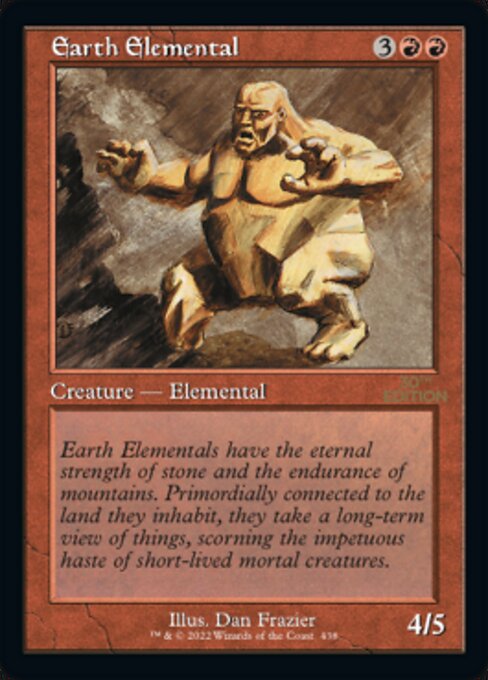 Earth Elemental 3
30TH EDITION
Creature — Elemental
Earth Elementals have the eternal
strength of stone and the endurance of
mountains. Primordially connected to the
land they inhabit, they take a long-term
view of things, scorning the impetuous
haste of short-lived mortal creatures.
Illus. Dan Frazier
4/5
™ & © 2022 Wizards of the Coast 438